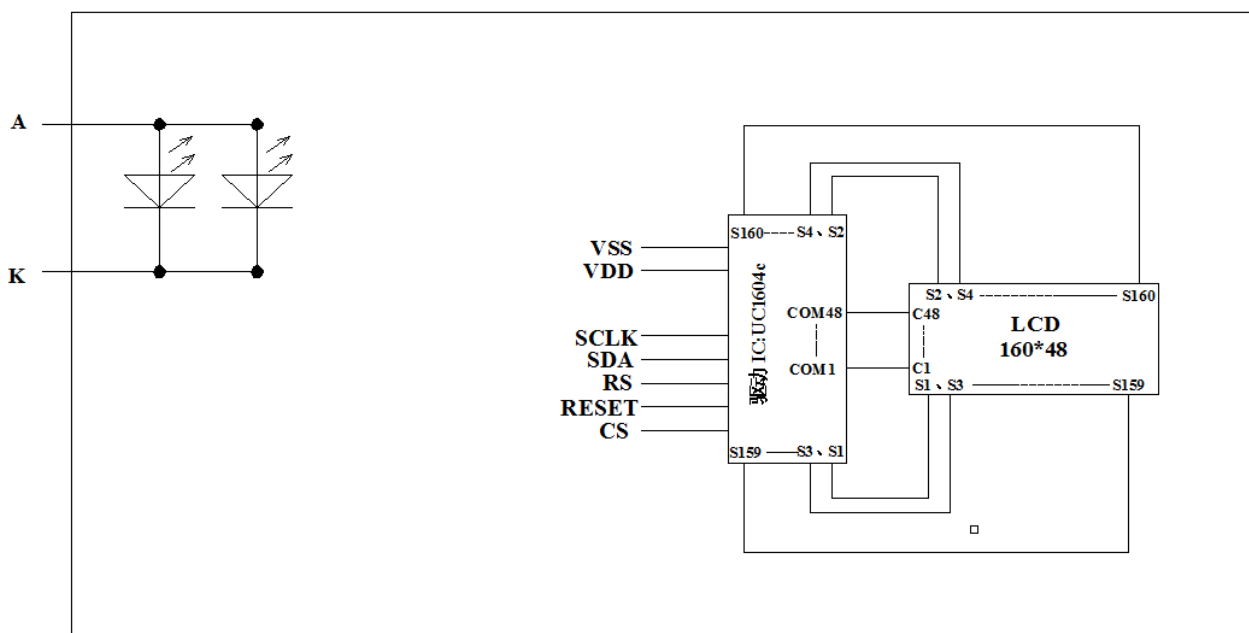 A
K
VSS
VDD
SCLK
SDA
RS
RESET
CS
S160 S4、S2
驱动 IC:UC1604c
COM48
COM1
S159 S3、S1
S2、S4 S160
C48
LCD
160*48
C1
S1、S3 S159